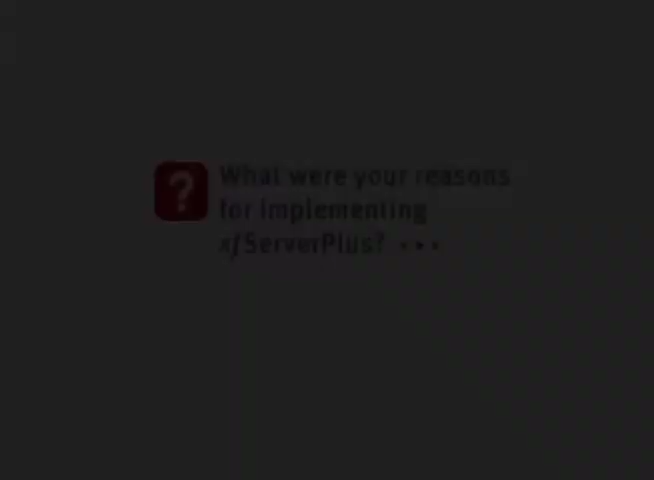 ?
What were your reasons
for implementing
xfServerPlus? •••